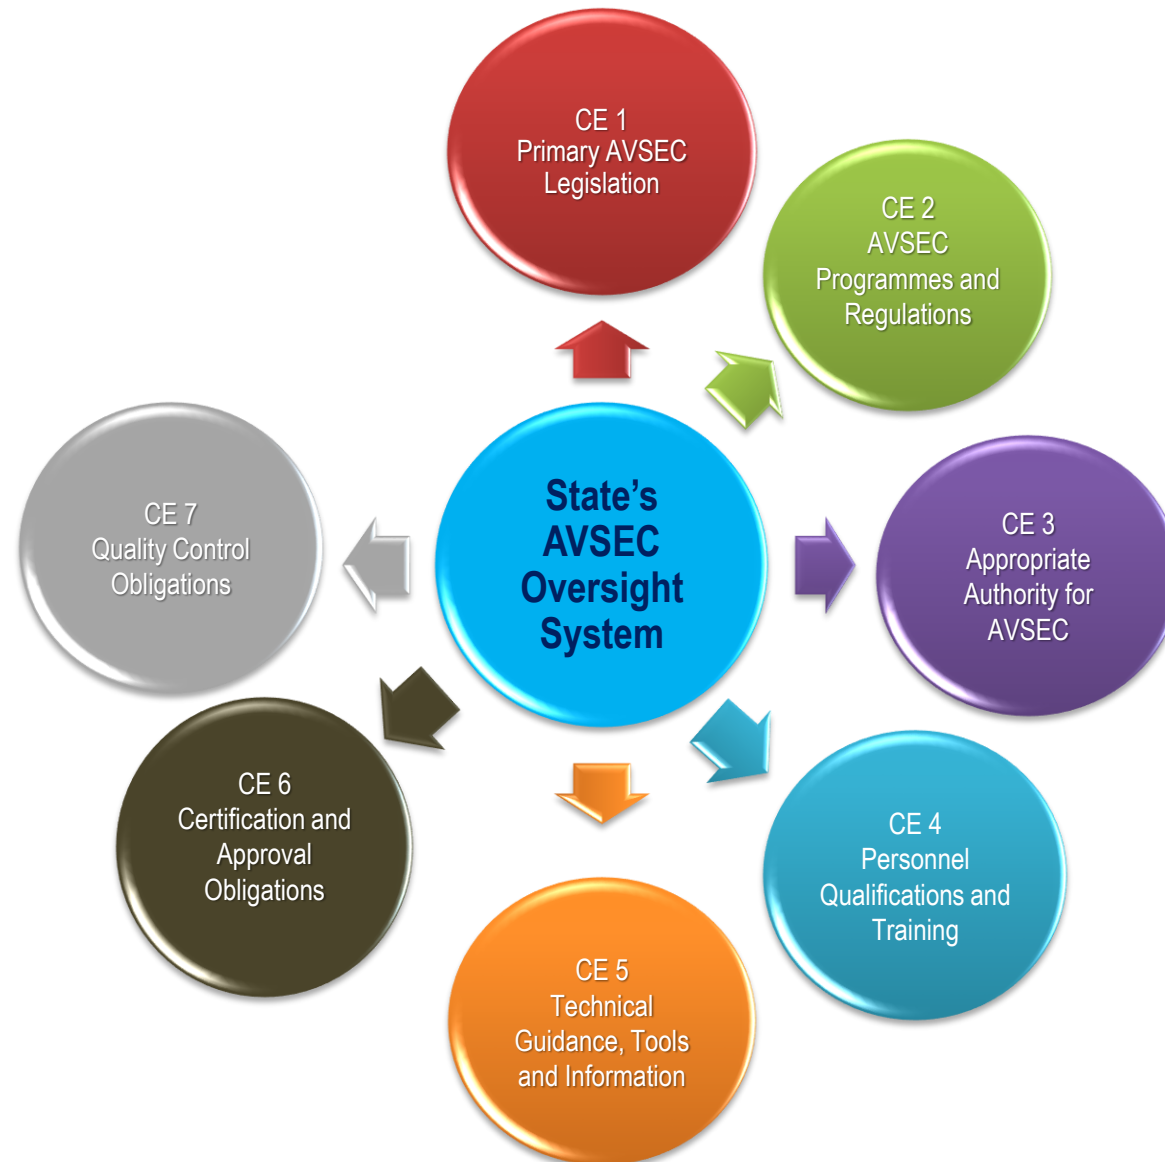 CE 1
Primary AVSEC
Legislation
CE 2
AVSEC
Programmes and
Regulations
CE 3
Appropriate
Authority for
AVSEC
CE 4
Personnel
Qualifications and
Training
CE 5
Technical
Guidance, Tools
and Information
CE 6
Certification and
Approval
Obligations
CE 7
Quality Control
Obligations
State’s
AVSEC
Oversight
System